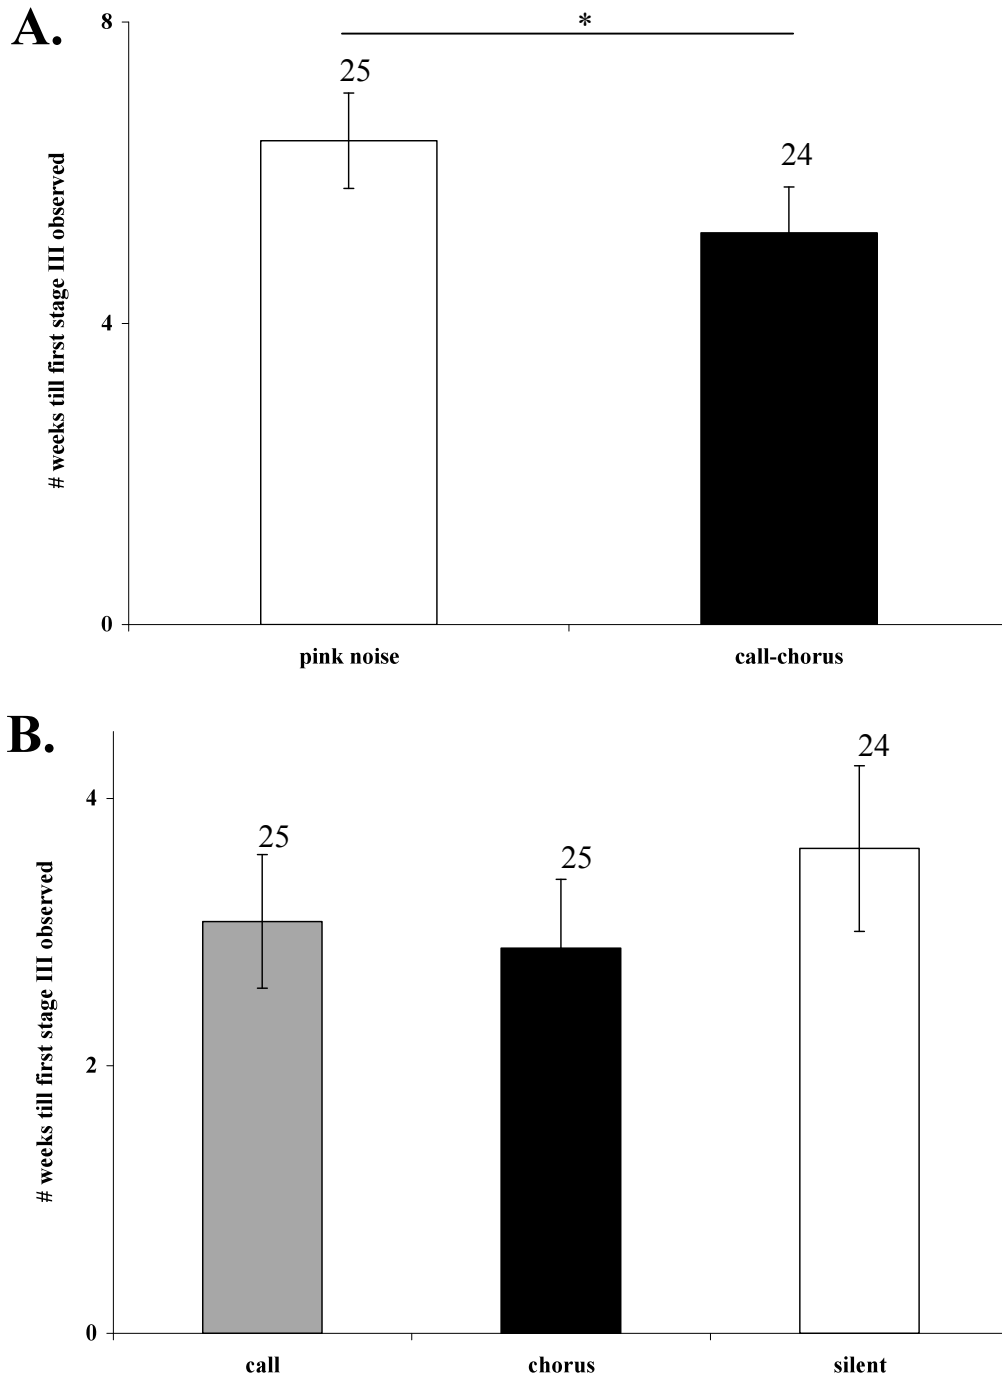 A.
8
*
25
24
# weeks till first stage III observed
4
0
pink noise
call-chorus
B.
24
4
25
25
# weeks till first stage III observed
2
0
call
chorus
silent